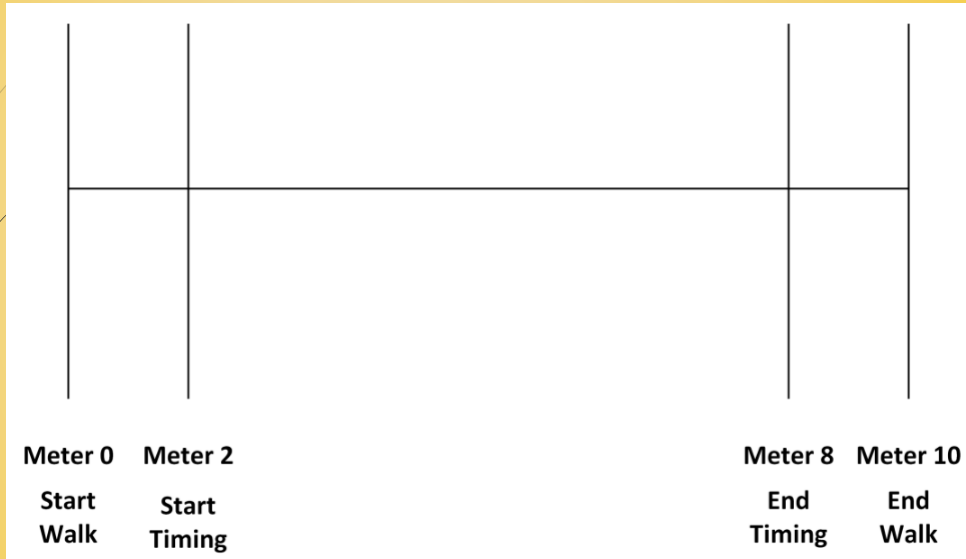 Meter 0
Start
Walk
Meter 2
Start
Timing
Meter 8
End
Timing
Meter 10
End
Walk